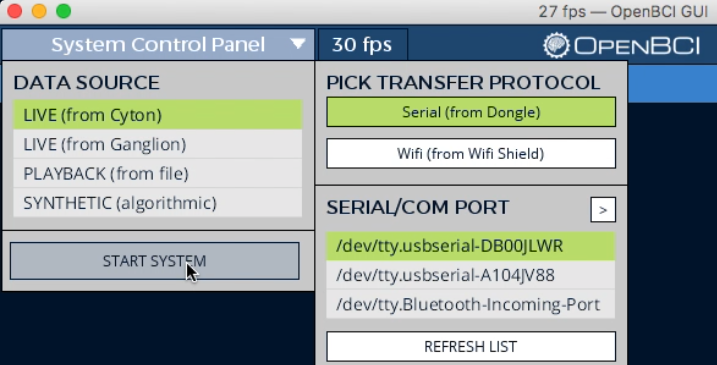 27 fps — OpenBCI GUI
System Control Panel
30 fps
OPENBCI
DATA SOURCE
LIVE (from Cyton)
LIVE (from Ganglion)
PLAYBACK (from file)
SYNTHETIC (algorithmic)
START SYSTEM
PICK TRANSFER PROTOCOL
Serial (from Dongle)
Wifi (from Wifi Shield)
SERIAL/COM PORT
>
/dev/tty.usbserial-DB00JLWR
/dev/tty.usbserial-A104JV88
/dev/tty.Bluetooth-Incoming-Port
REFRESH LIST